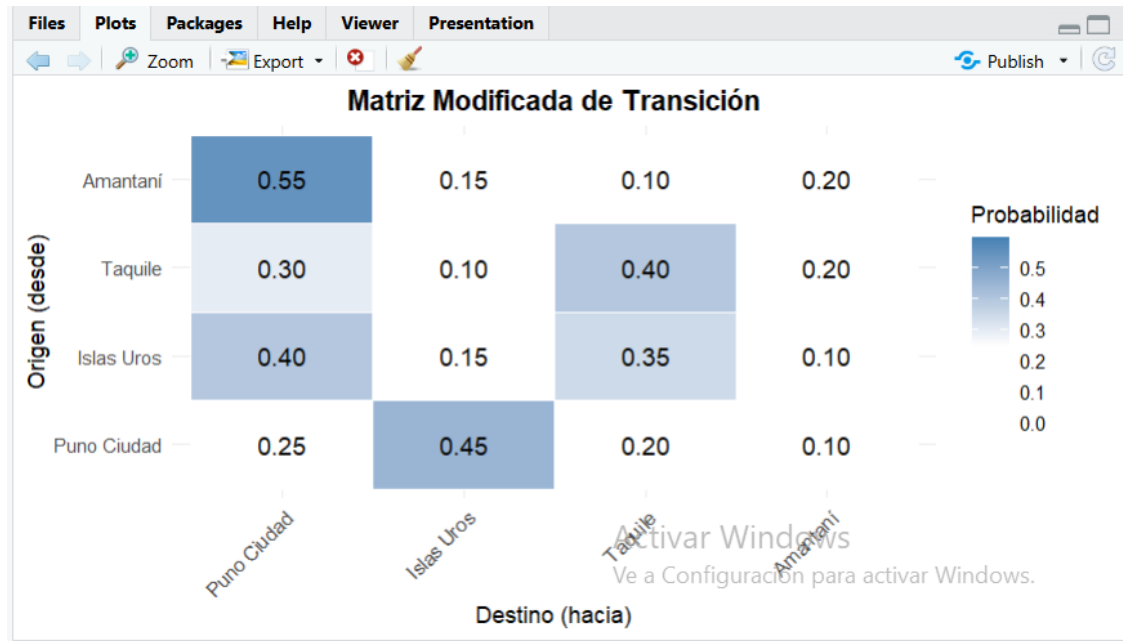 Files Plots Packages Help Viewer Presentation
Zoom Export Publish
Matriz Modificada de Transición
Origen (desde)
Amantaní 0.55 0.15 0.10 0.20
Taquile 0.30 0.10 0.40 0.20
Islas Uros 0.40 0.15 0.35 0.10
Puno Ciudad 0.25 0.45 0.20 0.10
Puno Ciudad Islas Uros Taquile Amantaní
Destino (hacia)
Probabilidad
0.5
0.4
0.3
0.2
0.1
0.0
Activar Windows
Ve a Configuración para activar Windows.